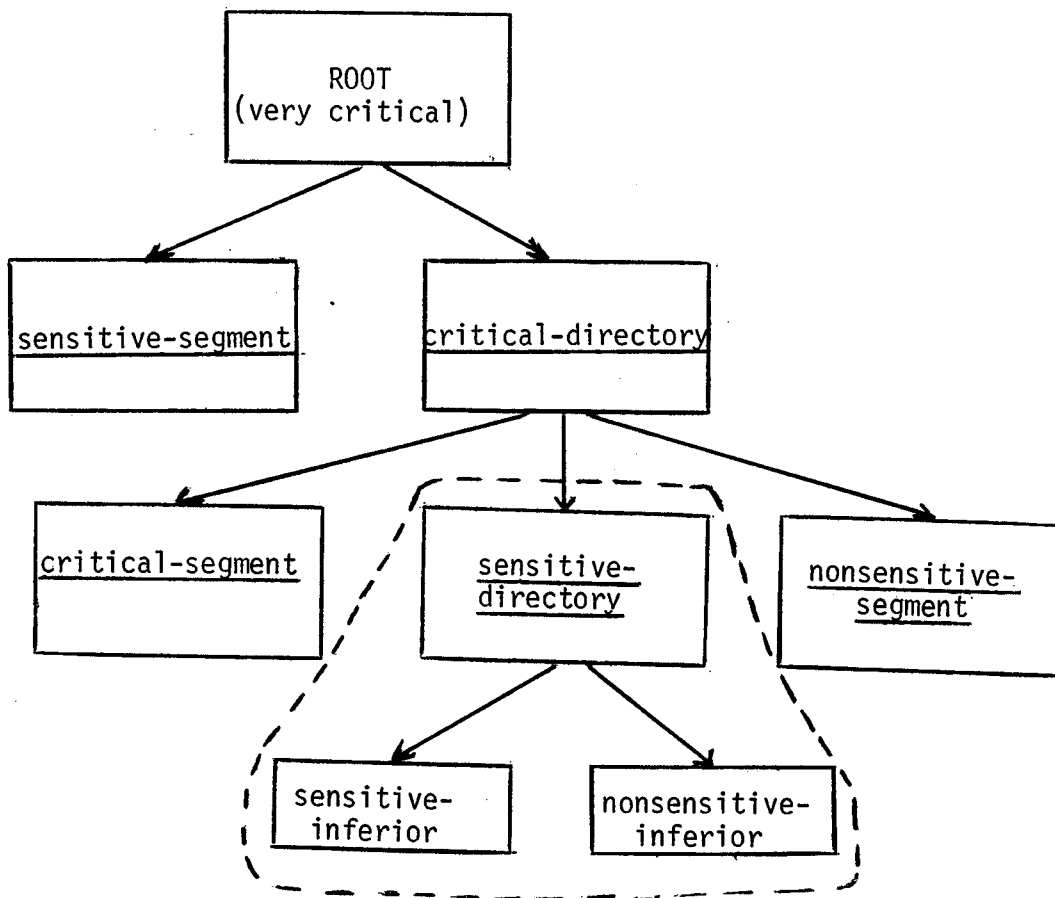 ROOT
(very critical)
sensitive-segment
critical-directory
critical-segment
sensitive-
directory
nonsensitive-
segment
sensitive-
inferior
nonsensitive-
inferior